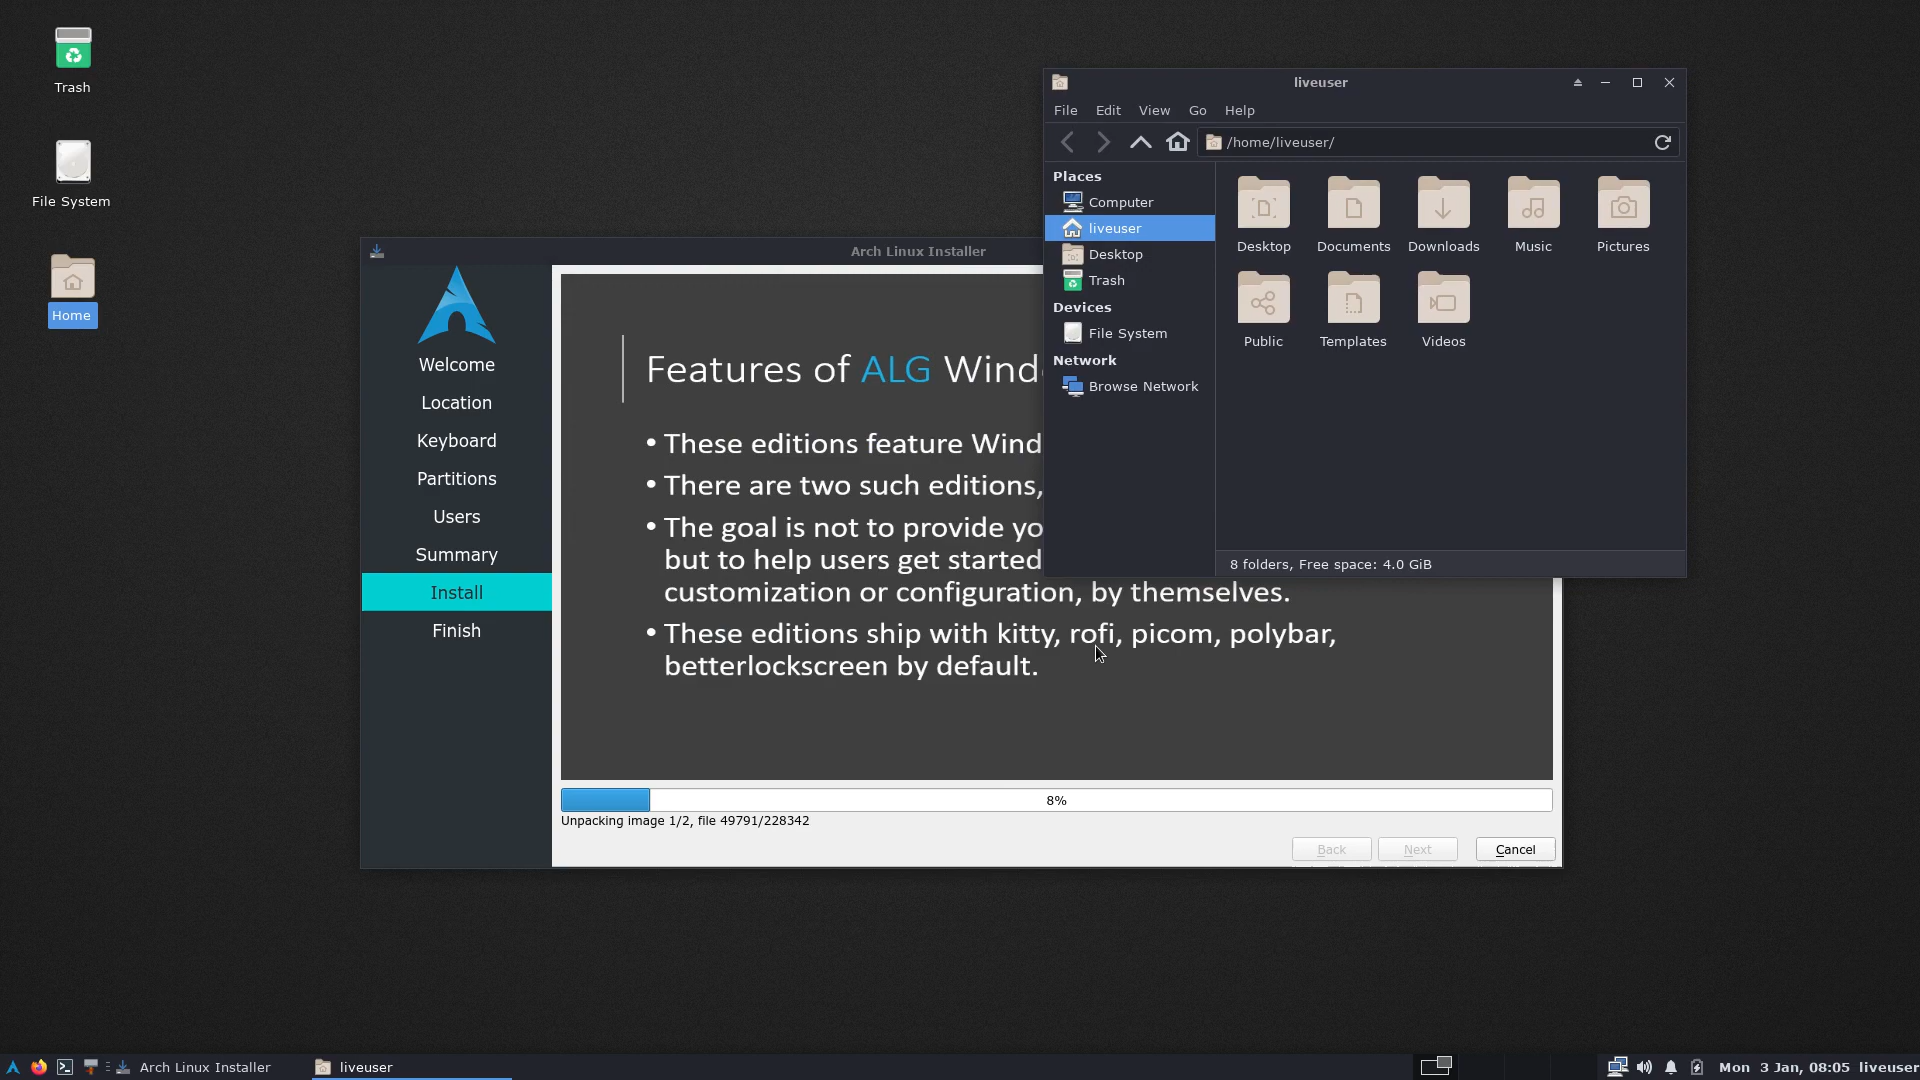 Trash
File System
Home
liveuser
File Edit View Go Help
/home/liveuser/
Places
Computer
liveuser
Desktop
Trash
Devices
File System
Network
Browse Network
Desktop Documents Downloads Music Pictures
Public Templates Videos
8 folders, Free space: 4.0 GiB
Arch Linux Installer
Welcome
Location
Keyboard
Partitions
Users
Summary
Install
Finish
Features of ALG
• These editions feature
• There are two such editions,
• The goal is not to provide
but to help users get started
customization or configuration, by themselves.
• These editions ship with kitty, rofi, picom, polybar,
betterlockscreen by default.
8%
Unpacking image 1/2, file 49791/228342
Back Next Cancel
Arch Linux Installer liveuser Mon 3 Jan, 08:05 liveuser